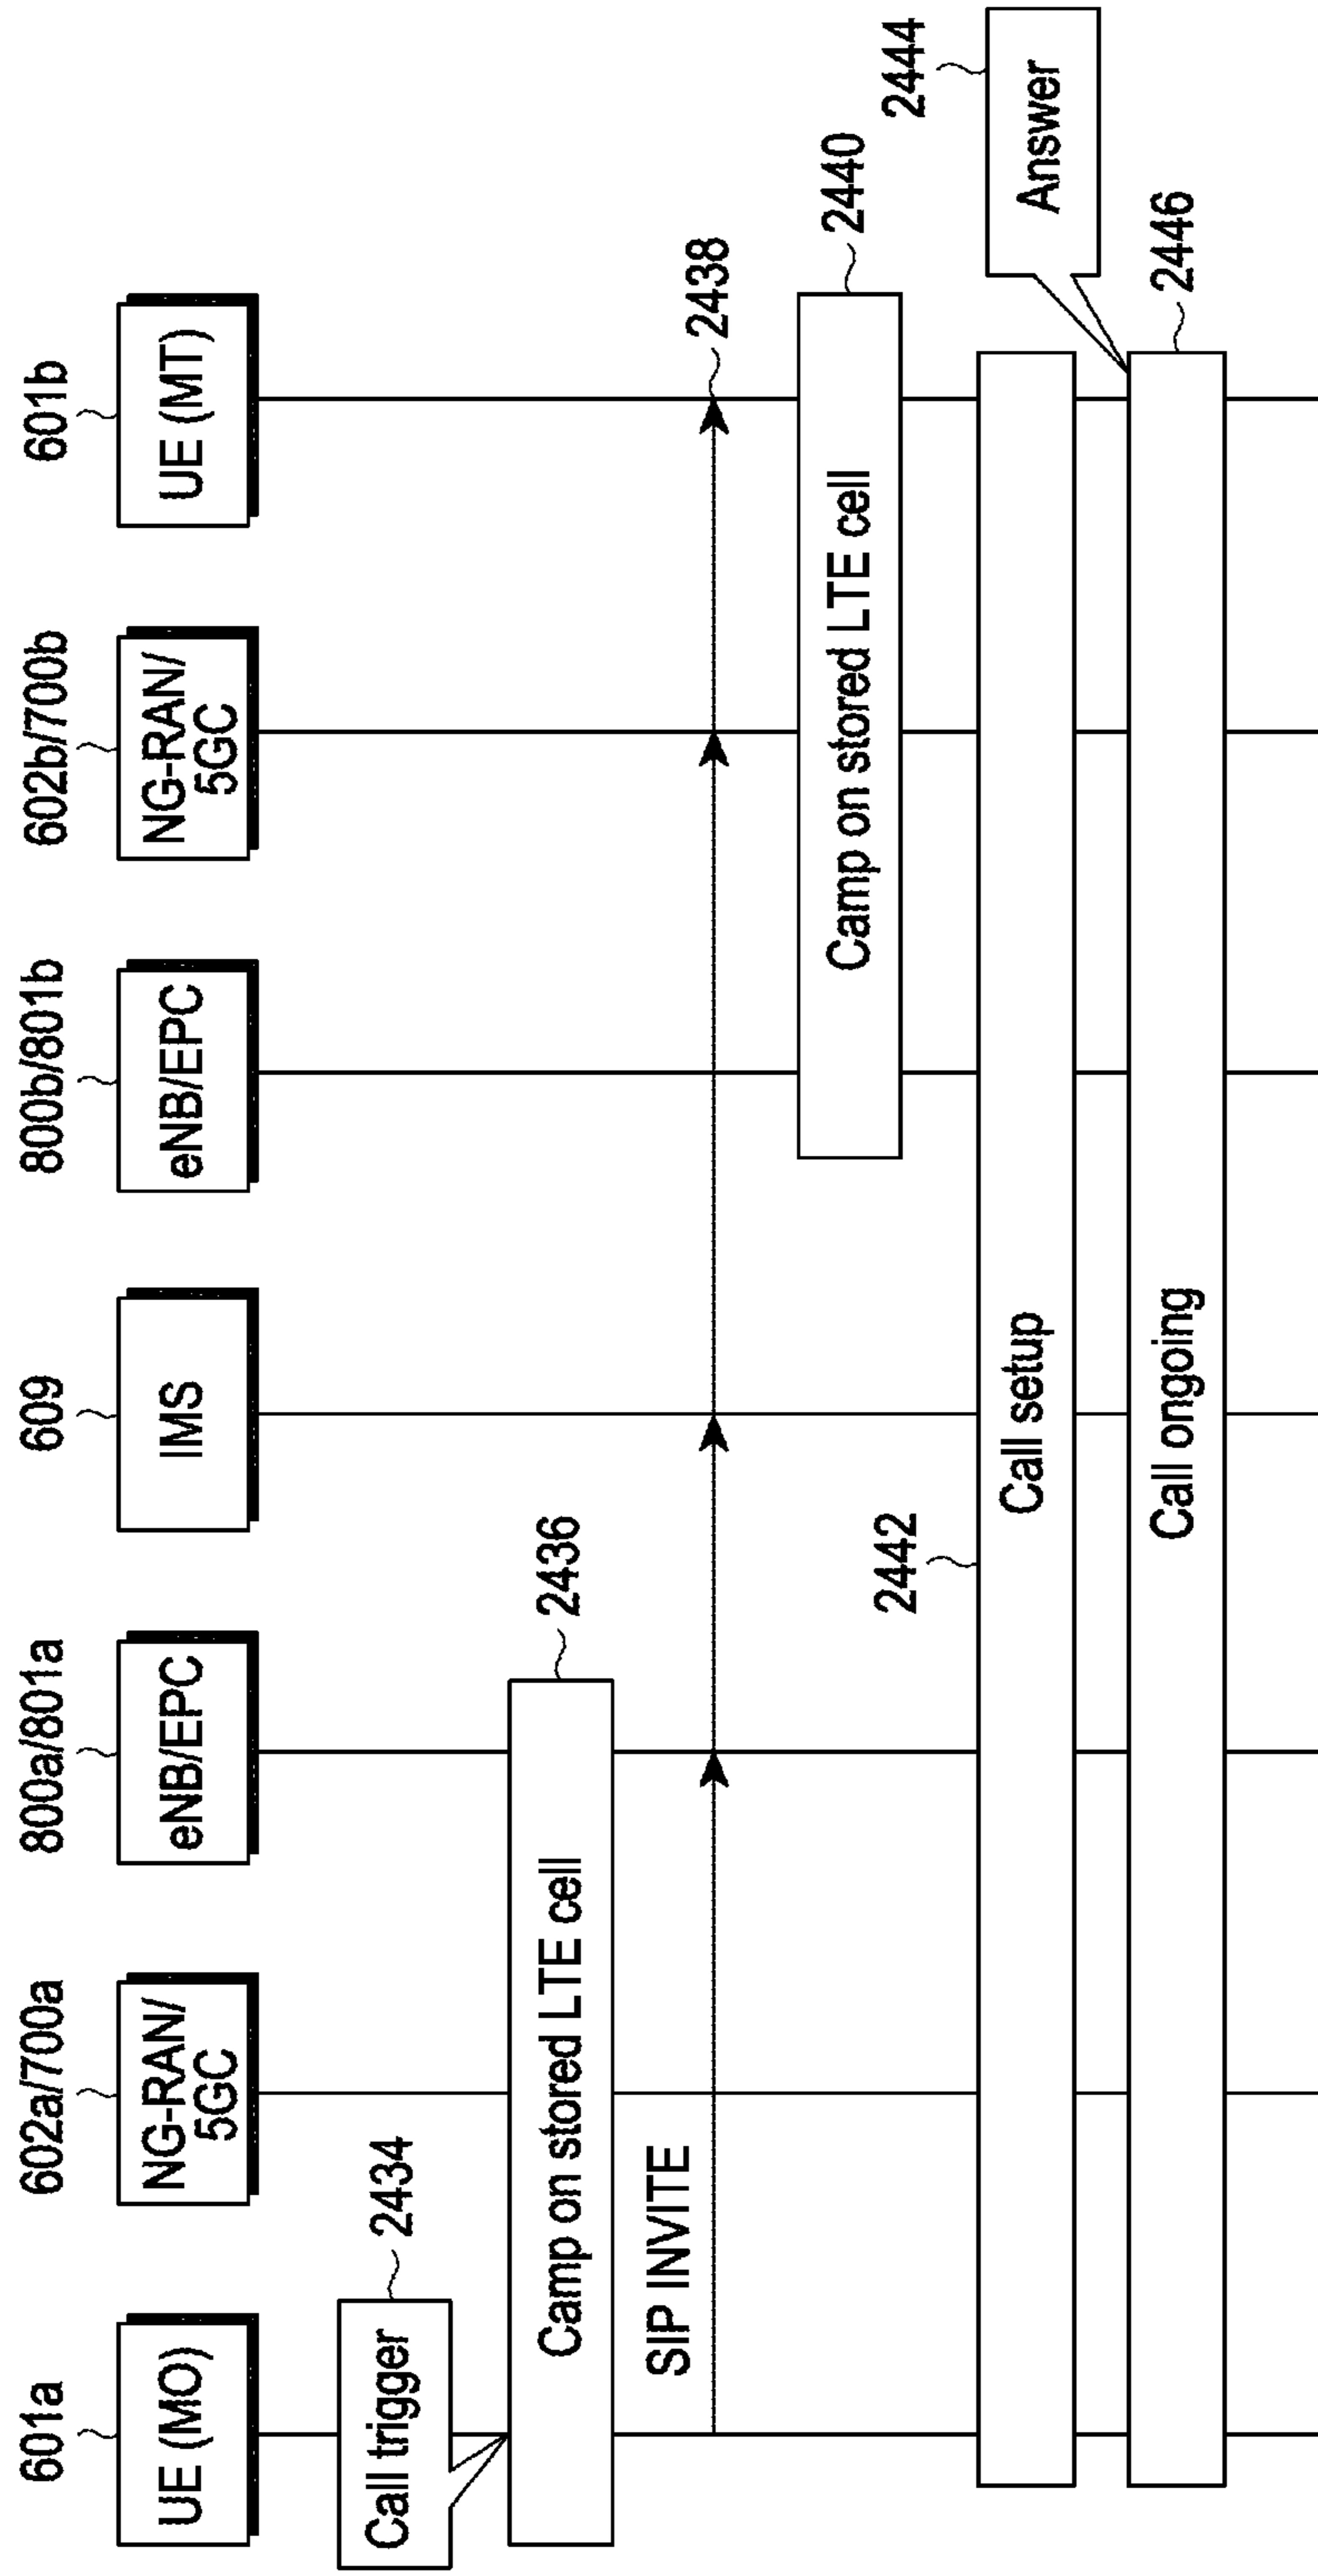 601a
602a/700a
800a/801a
609
800b/801b
602b/700b
601b
UE (MO)
NG-RAN/
5GC
eNB/EPC
IMS
eNB/EPC
NG-RAN/
5GC
UE (MT)
Call trigger
2434
Camp on stored LTE cell
2436
SIP INVITE
2438
Camp on stored LTE cell
2440
2442
Call setup
2444
Answer
Call ongoing
2446